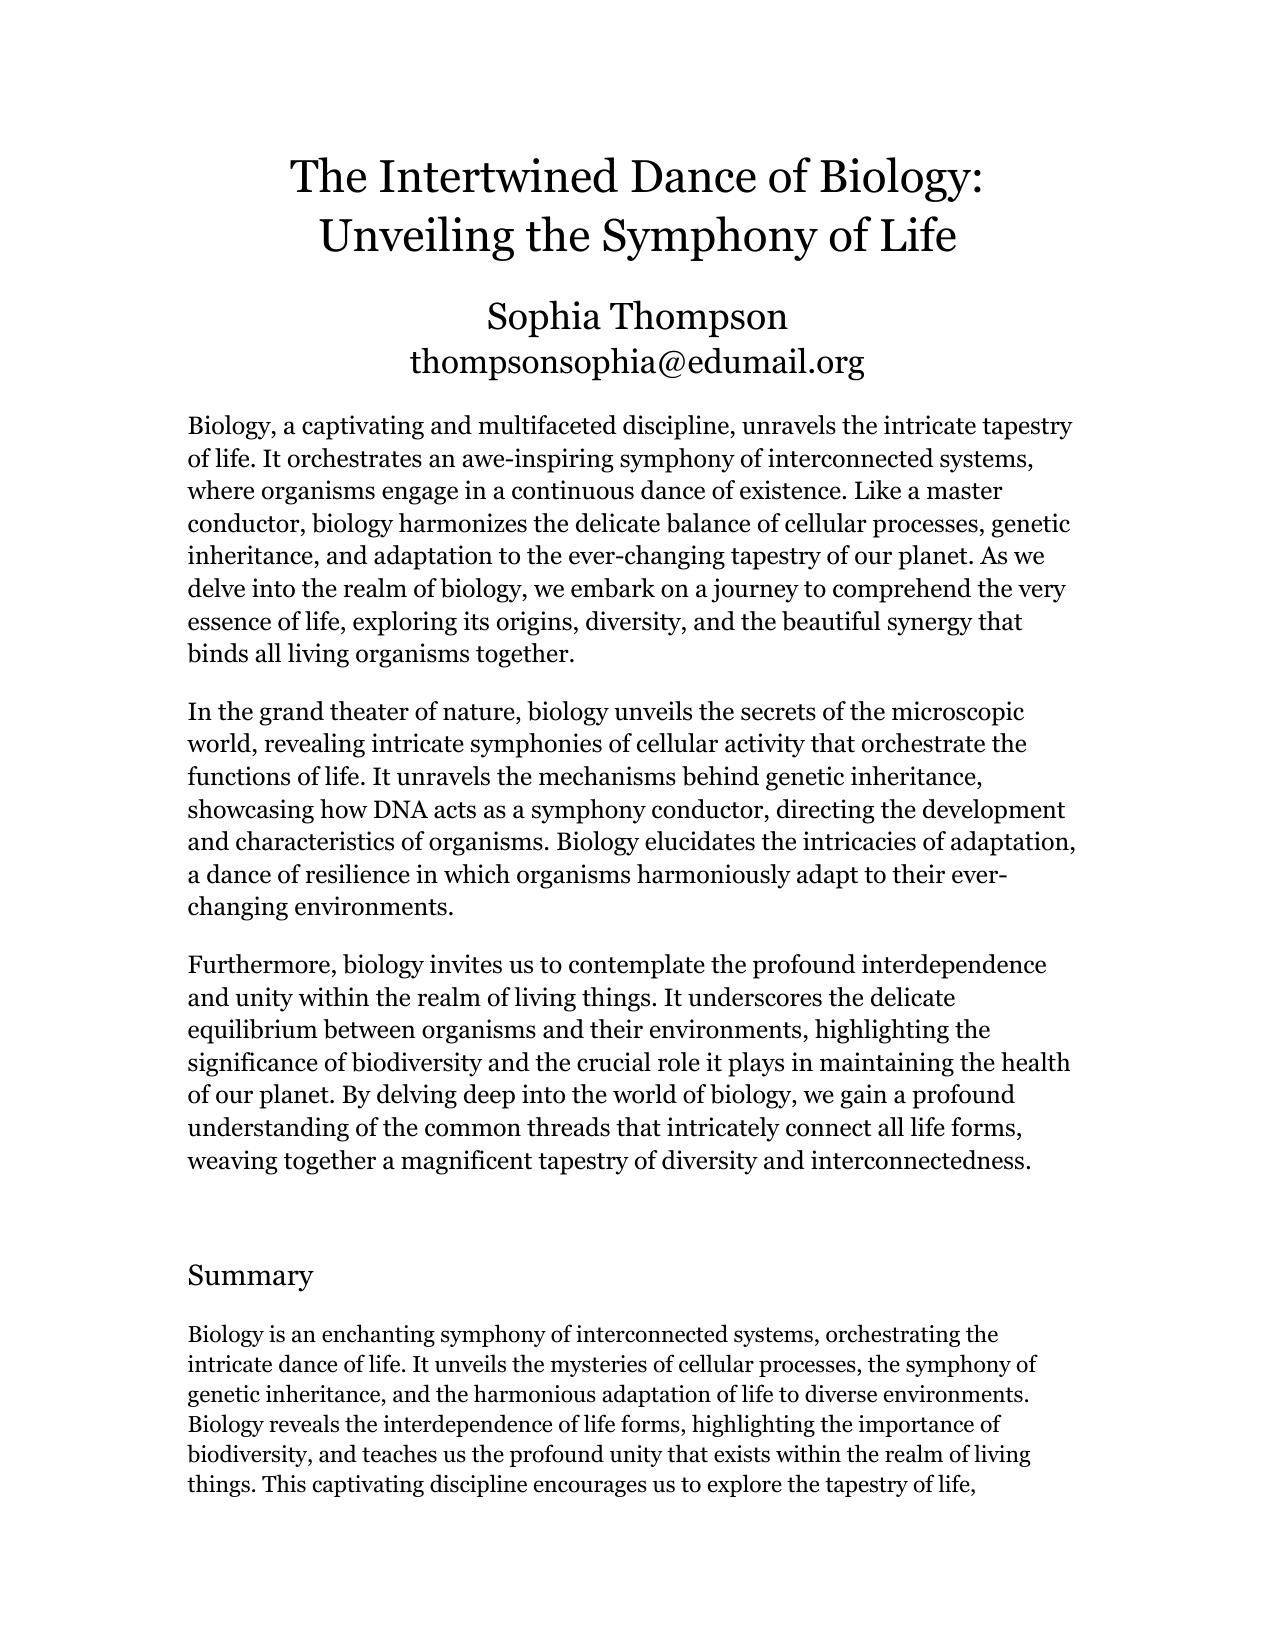 The Intertwined Dance of Biology:
Unveiling the Symphony of Life
Sophia Thompson
thompsonsophia@edumail.org
Biology, a captivating and multifaceted discipline, unravels the intricate tapestry
of life. It orchestrates an awe-inspiring symphony of interconnected systems,
where organisms engage in a continuous dance of existence. Like a master
conductor, biology harmonizes the delicate balance of cellular processes, genetic
inheritance, and adaptation to the ever-changing tapestry of our planet. As we
delve into the realm of biology, we embark on a journey to comprehend the very
essence of life, exploring its origins, diversity, and the beautiful synergy that
binds all living organisms together.
In the grand theater of nature, biology unveils the secrets of the microscopic
world, revealing intricate symphonies of cellular activity that orchestrate the
functions of life. It unravels the mechanisms behind genetic inheritance,
showcasing how DNA acts as a symphony conductor, directing the development
and characteristics of organisms. Biology elucidates the intricacies of adaptation,
a dance of resilience in which organisms harmoniously adapt to their ever-
changing environments.
Furthermore, biology invites us to contemplate the profound interdependence
and unity within the realm of living things. It underscores the delicate
equilibrium between organisms and their environments, highlighting the
significance of biodiversity and the crucial role it plays in maintaining the health
of our planet. By delving deep into the world of biology, we gain a profound
understanding of the common threads that intricately connect all life forms,
weaving together a magnificent tapestry of diversity and interconnectedness.
Summary
Biology is an enchanting symphony of interconnected systems, orchestrating the
intricate dance of life. It unveils the mysteries of cellular processes, the symphony of
genetic inheritance, and the harmonious adaptation of life to diverse environments.
Biology reveals the interdependence of life forms, highlighting the importance of
biodiversity, and teaches us the profound unity that exists within the realm of living
things. This captivating discipline encourages us to explore the tapestry of life,